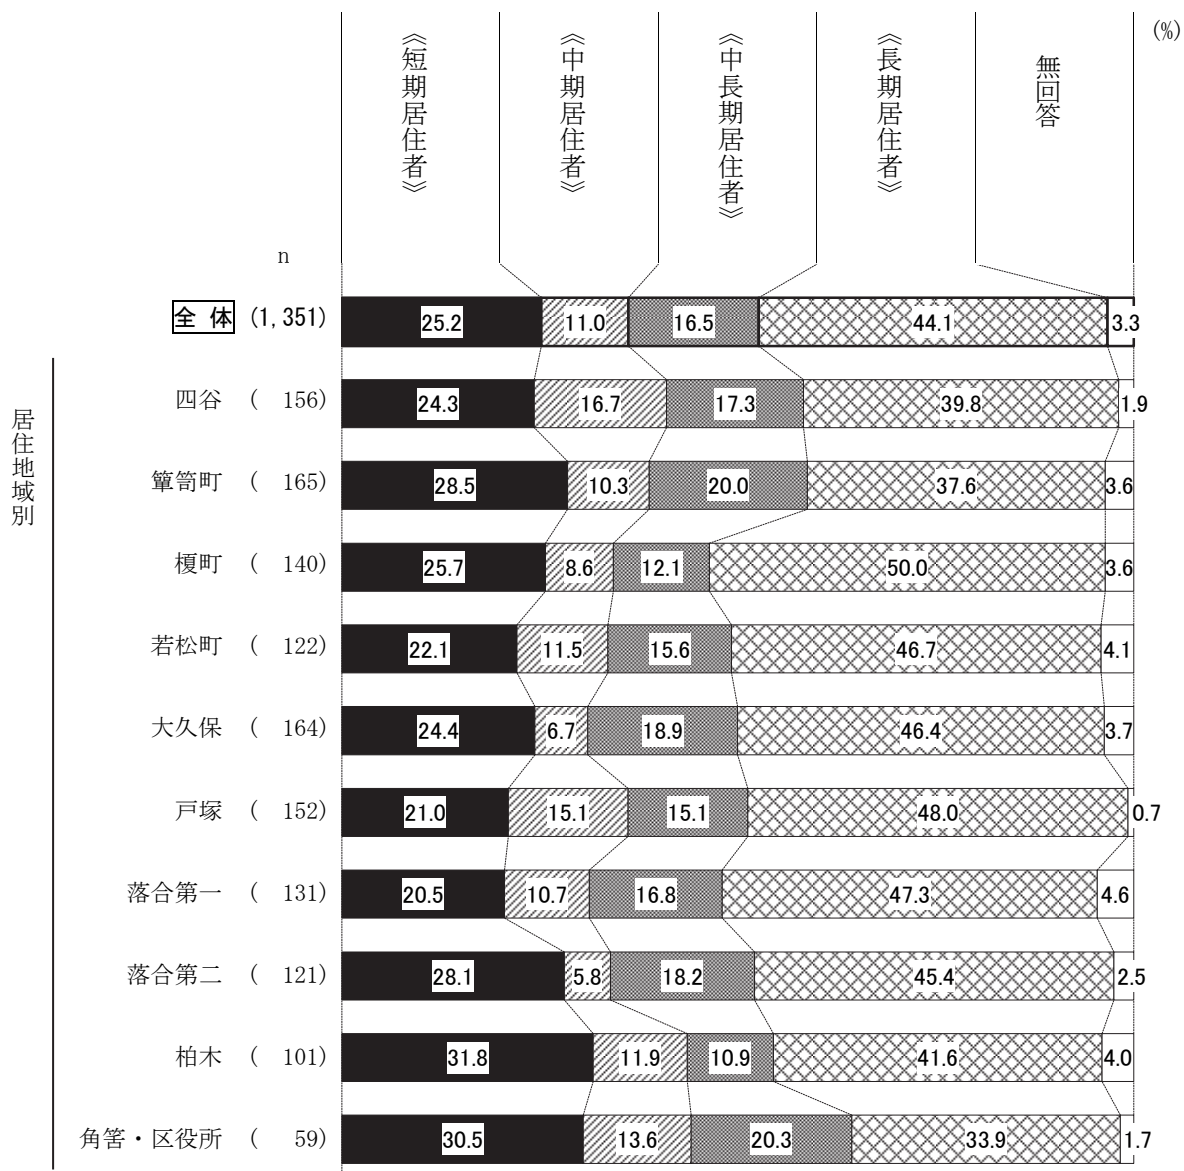 (%)
《短期居住者》
《中期居住者》
《中長期居住者》
《長期居住者》
無回答
n
全 体 (1,351) 25.2 11.0 16.5 44.1 3.3
居住地域別
四谷 ( 156) 24.3 16.7 17.3 39.8 1.9
簞笥町 ( 165) 28.5 10.3 20.0 37.6 3.6
榎町 ( 140) 25.7 8.6 12.1 50.0 3.6
若松町 ( 122) 22.1 11.5 15.6 46.7 4.1
大久保 ( 164) 24.4 6.7 18.9 46.4 3.7
戸塚 ( 152) 21.0 15.1 15.1 48.0 0.7
落合第一 ( 131) 20.5 10.7 16.8 47.3 4.6
落合第二 ( 121) 28.1 5.8 18.2 45.4 2.5
柏木 ( 101) 31.8 11.9 10.9 41.6 4.0
角筈・区役所 ( 59) 30.5 13.6 20.3 33.9 1.7